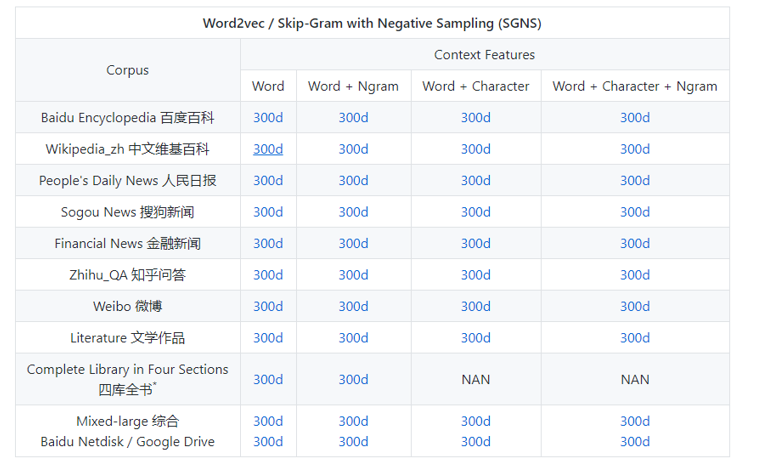 Word2vec / Skip-Gram with Negative Sampling (SGNS)
Corpus
Context Features
Word Word + Ngram Word + Character Word + Character + Ngram
Baidu Encyclopedia 百度百科 300d 300d 300d 300d
Wikipedia_zh 中文维基百科 300d 300d 300d 300d
People's Daily News 人民日报 300d 300d 300d 300d
Sogou News 搜狗新闻 300d 300d 300d 300d
Financial News 金融新闻 300d 300d 300d 300d
Zhihu_QA 知乎问答 300d 300d 300d 300d
Weibo 微博 300d 300d 300d 300d
Literature 文学作品 300d 300d 300d 300d
Complete Library in Four Sections
四库全书* 300d 300d NAN NAN
Mixed-large 综合 300d 300d 300d 300d
Baidu Netdisk / Google Drive 300d 300d 300d 300d